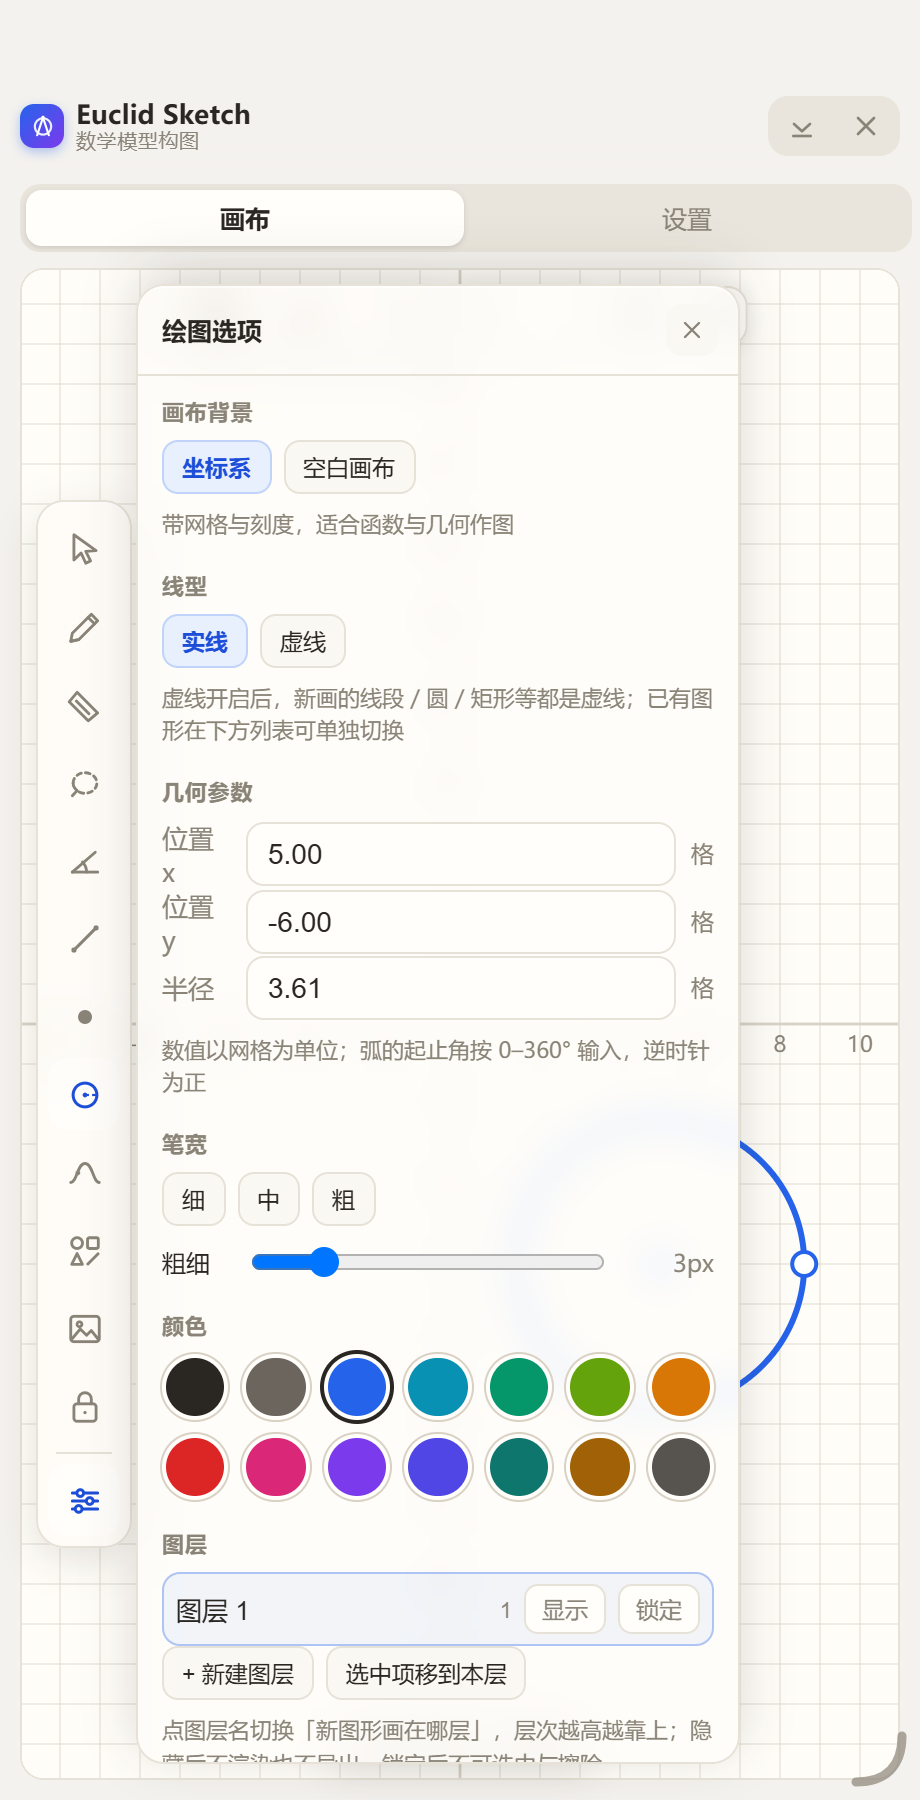 Euclid Sketch
数学模型构图
画布
设置
绘图选项
画布背景
坐标系
空白画布
带网格与刻度，适合函数与几何作图
线型
实线
虚线
虚线开启后，新画的线段 / 圆 / 矩形等都是虚线；已有图
形在下方列表可单独切换
几何参数
位置
x
5.00
格
位置
y
-6.00
格
半径
3.61
格
8
10
数值以网格为单位；弧的起止角按 0–360° 输入，逆时针
为正
笔宽
细
中
粗
粗细
3px
颜色
图层
图层 1
1
显示
锁定
+ 新建图层
选中项移到本层
点图层名切换「新图形画在哪层」，层次越高越靠上；隐